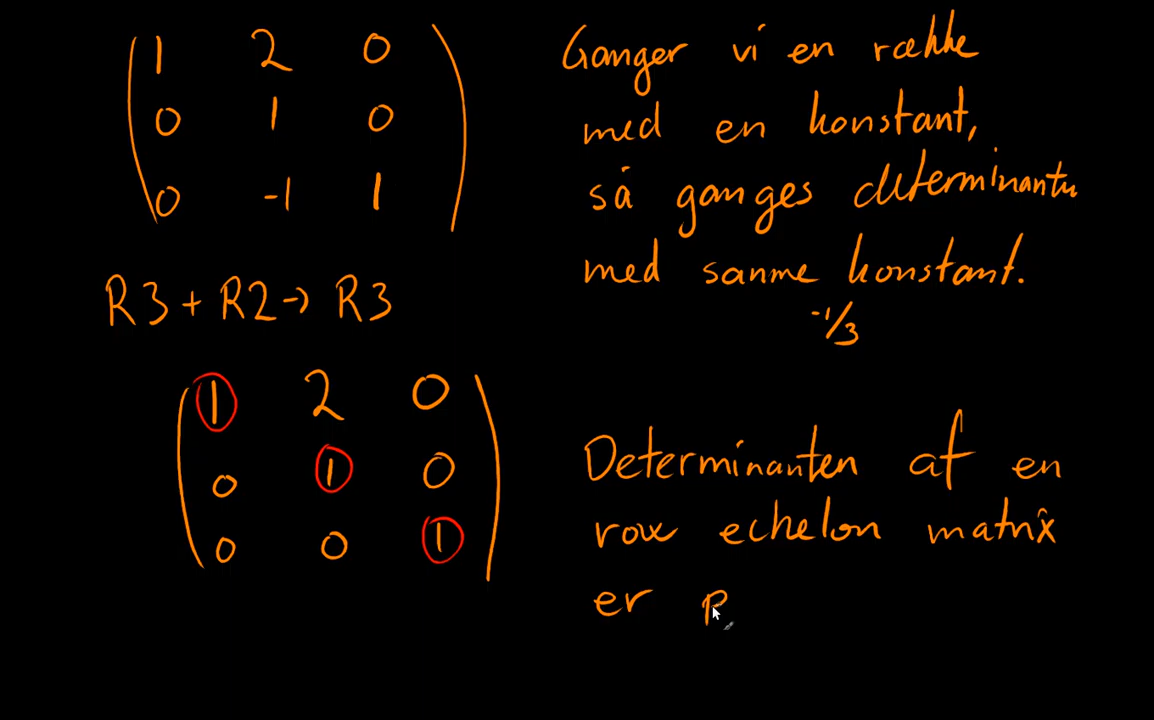 1 2 0
0 1 0
0 -1 1
R3 + R2 → R3
1 2 0
0 1 0
0 0 1
Ganger vi en række
med en konstant,
så ganges determinanten
med samme konstant.
-1/3
Determinanten af en
row echelon matrix
er P